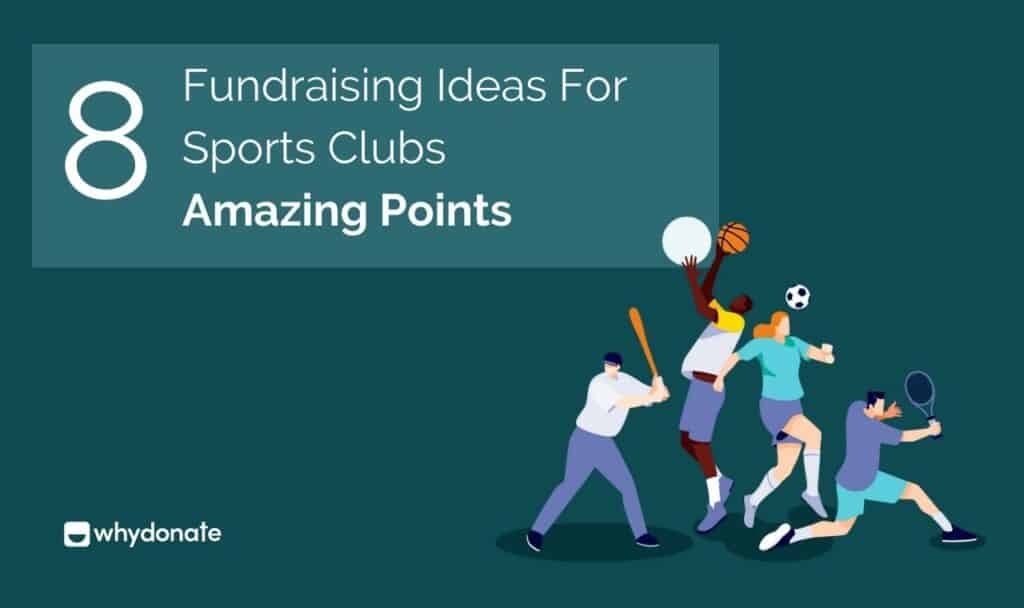 8
Fundraising Ideas For
Sports Clubs
Amazing Points
whydonate